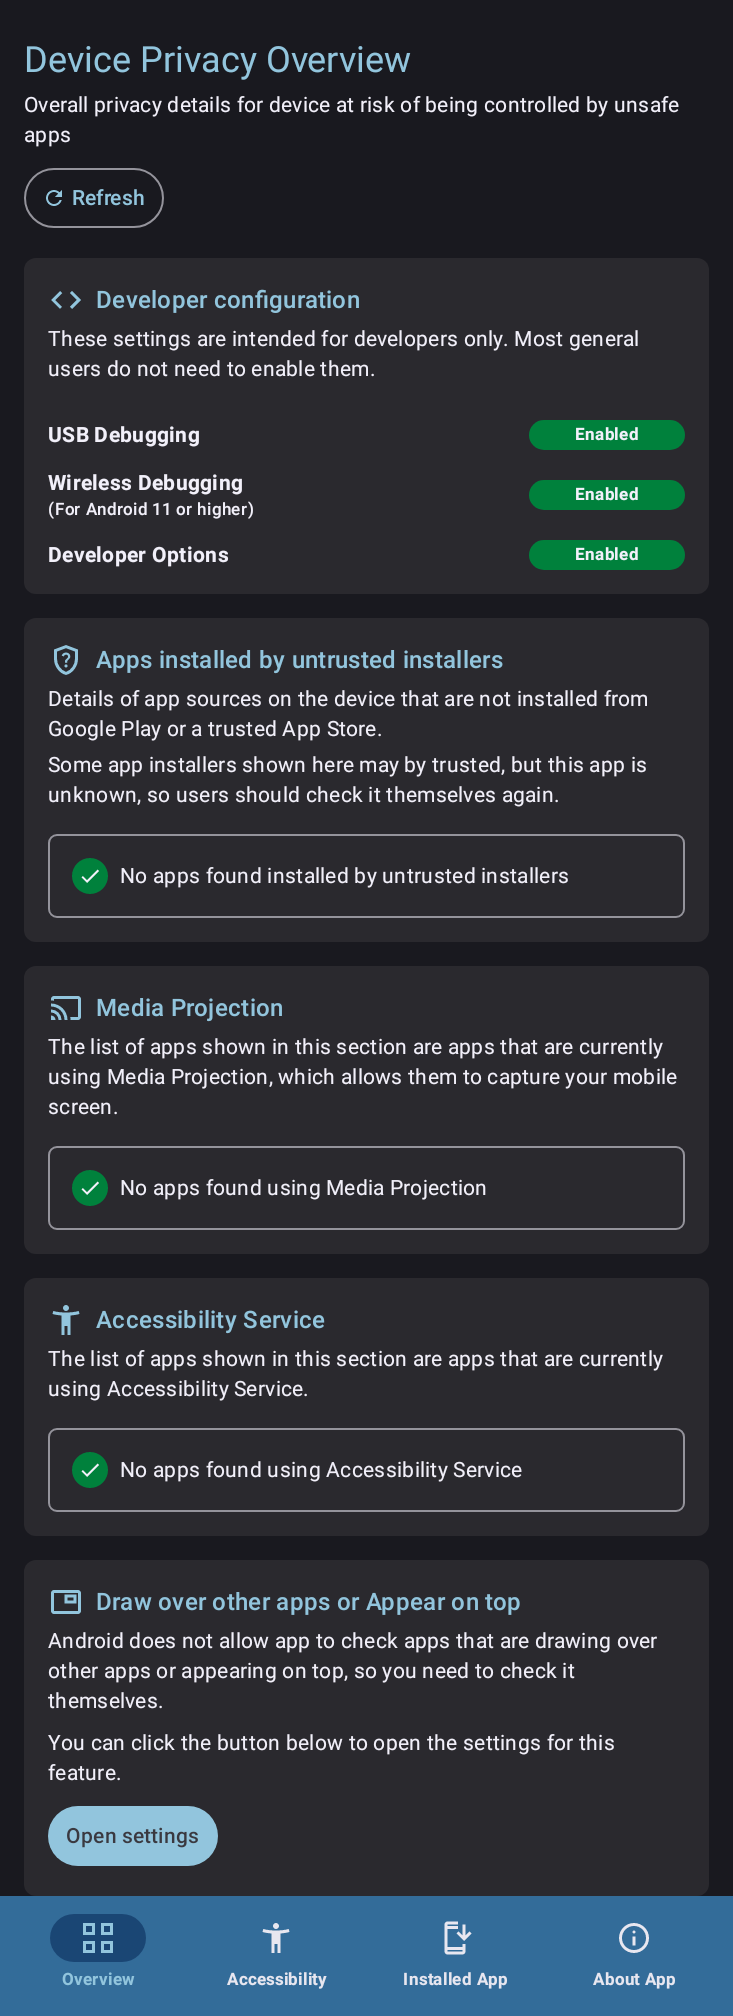 Device Privacy Overview
Overall privacy details for device at risk of being controlled by unsafe
apps
Refresh
Developer configuration
These settings are intended for developers only. Most general
users do not need to enable them.
USB Debugging
Enabled
Wireless Debugging
(For Android 11 or higher)
Enabled
Developer Options
Enabled
Apps installed by untrusted installers
Details of app sources on the device that are not installed from
Google Play or a trusted App Store.
Some app installers shown here may by trusted, but this app is
unknown, so users should check it themselves again.
No apps found installed by untrusted installers
Media Projection
The list of apps shown in this section are apps that are currently
using Media Projection, which allows them to capture your mobile
screen.
No apps found using Media Projection
Accessibility Service
The list of apps shown in this section are apps that are currently
using Accessibility Service.
No apps found using Accessibility Service
Draw over other apps or Appear on top
Android does not allow app to check apps that are drawing over
other apps or appearing on top, so you need to check it
themselves.
You can click the button below to open the settings for this
feature.
Open settings
Overview
Accessibility
Installed App
About App